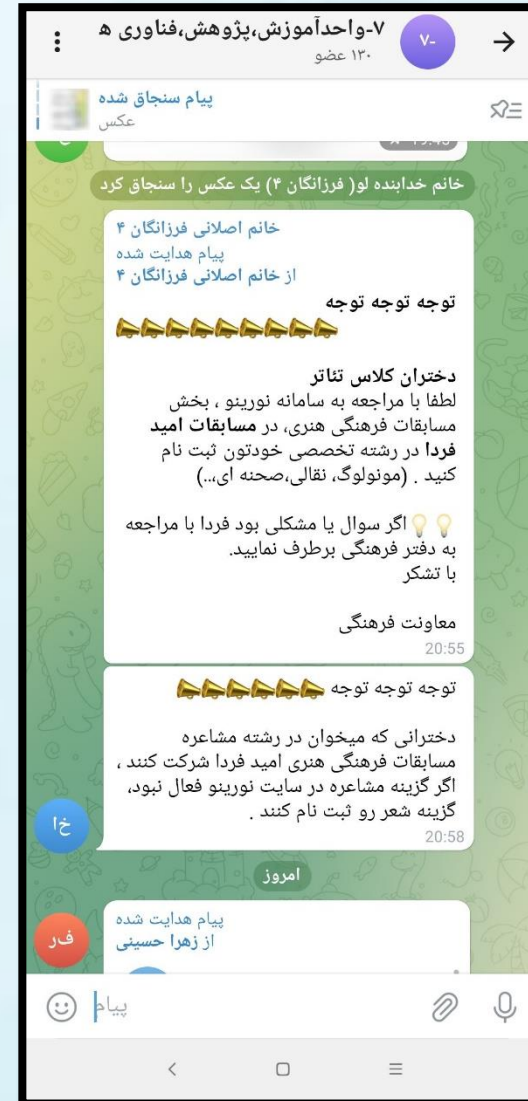 ۷-واحدآموزش،پژوهش،فناوری ه
۷-
۱۳۰ عضو
پیام سنجاق شده
عکس
خانم خدابنده لو( فرزانگان ۴) یک عکس را سنجاق کرد
خانم اصلانی فرزانگان ۴
پیام هدایت شده
از خانم اصلانی فرزانگان ۴
توجه توجه توجه
دختران کلاس تئاتر
لطفا با مراجعه به سامانه نورینو ، بخش
مسابقات فرهنگی هنری، در مسابقات امید
فردا در رشته تخصصی خودتون ثبت نام
کنید . (مونولوگ، نقالی،صحنه ای،..)
اگر سوال یا مشکلی بود فردا با مراجعه
به دفتر فرهنگی برطرف نمایید.
با تشکر
معاونت فرهنگی
20:55
توجه توجه توجه
دخترانی که میخوان در رشته مشاعره
مسابقات فرهنگی هنری امید فردا شرکت کنند ،
اگر گزینه مشاعره در سایت نورینو فعال نبود،
گزینه شعر رو ثبت نام کنند .
20:58
خا
امروز
پیام هدایت شده
از زهرا حسینی
فر
پیام